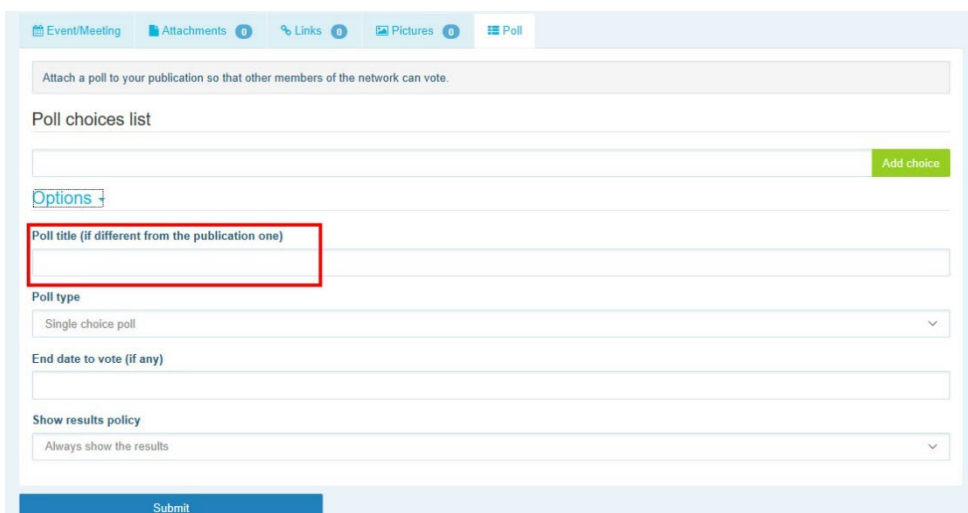 Event/Meeting Attachments 0 Links 0 Pictures 0 Poll
Attach a poll to your publication so that other members of the network can vote.
Poll choices list
Add choice
Options
Poll title (if different from the publication one)
Poll type
Single choice poll
End date to vote (if any)
Show results policy
Always show the results
Submit